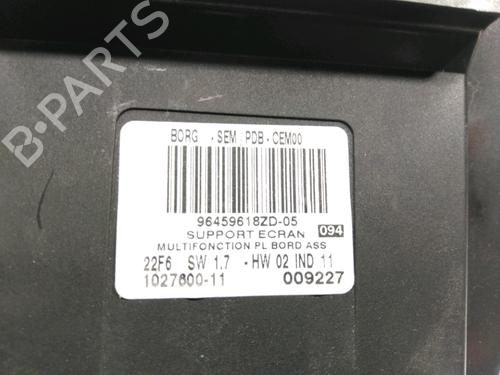 BORG - SEM PDB - CEM00
96459618ZD-05
SUPPORT ECRAN 094
MULTIFONCTION PL BORD ASS
22F6 SW 1.7 - HW 02 IND 11
1027600-11 009227
B-PARTS